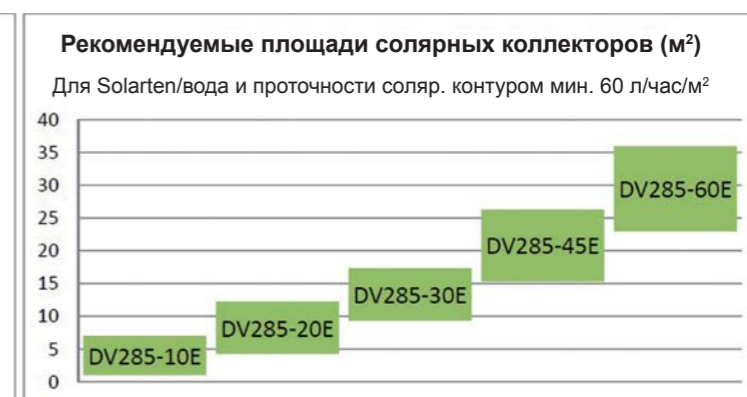 Рекомендуемые площади солярных коллекторов (м²)
Для Solarten/вода и проточности соляр. контуром мин. 60 л/час/м²
40
35
30
25
20
15
10
5
0
DV285-60E
DV285-45E
DV285-30E
DV285-20E
DV285-10E